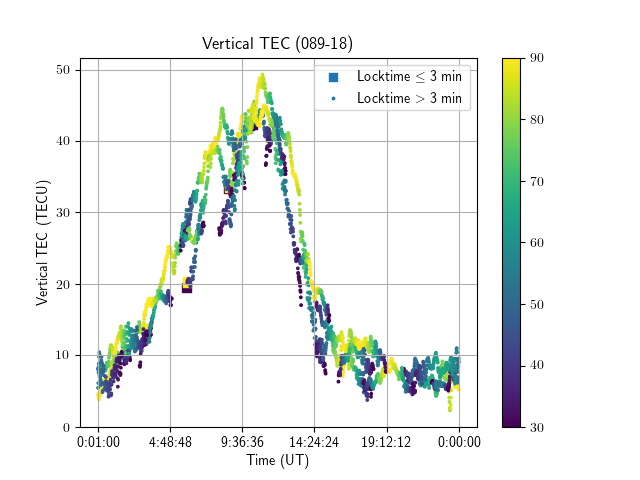 Vertical TEC (089-18)
Locktime ≤ 3 min
Locktime > 3 min
Vertical TEC (TECU)
50
40
30
20
10
0
0:01:00 4:48:48 9:36:36 14:24:24 19:12:12 0:00:00
Time (UT)
90
80
70
60
50
40
30